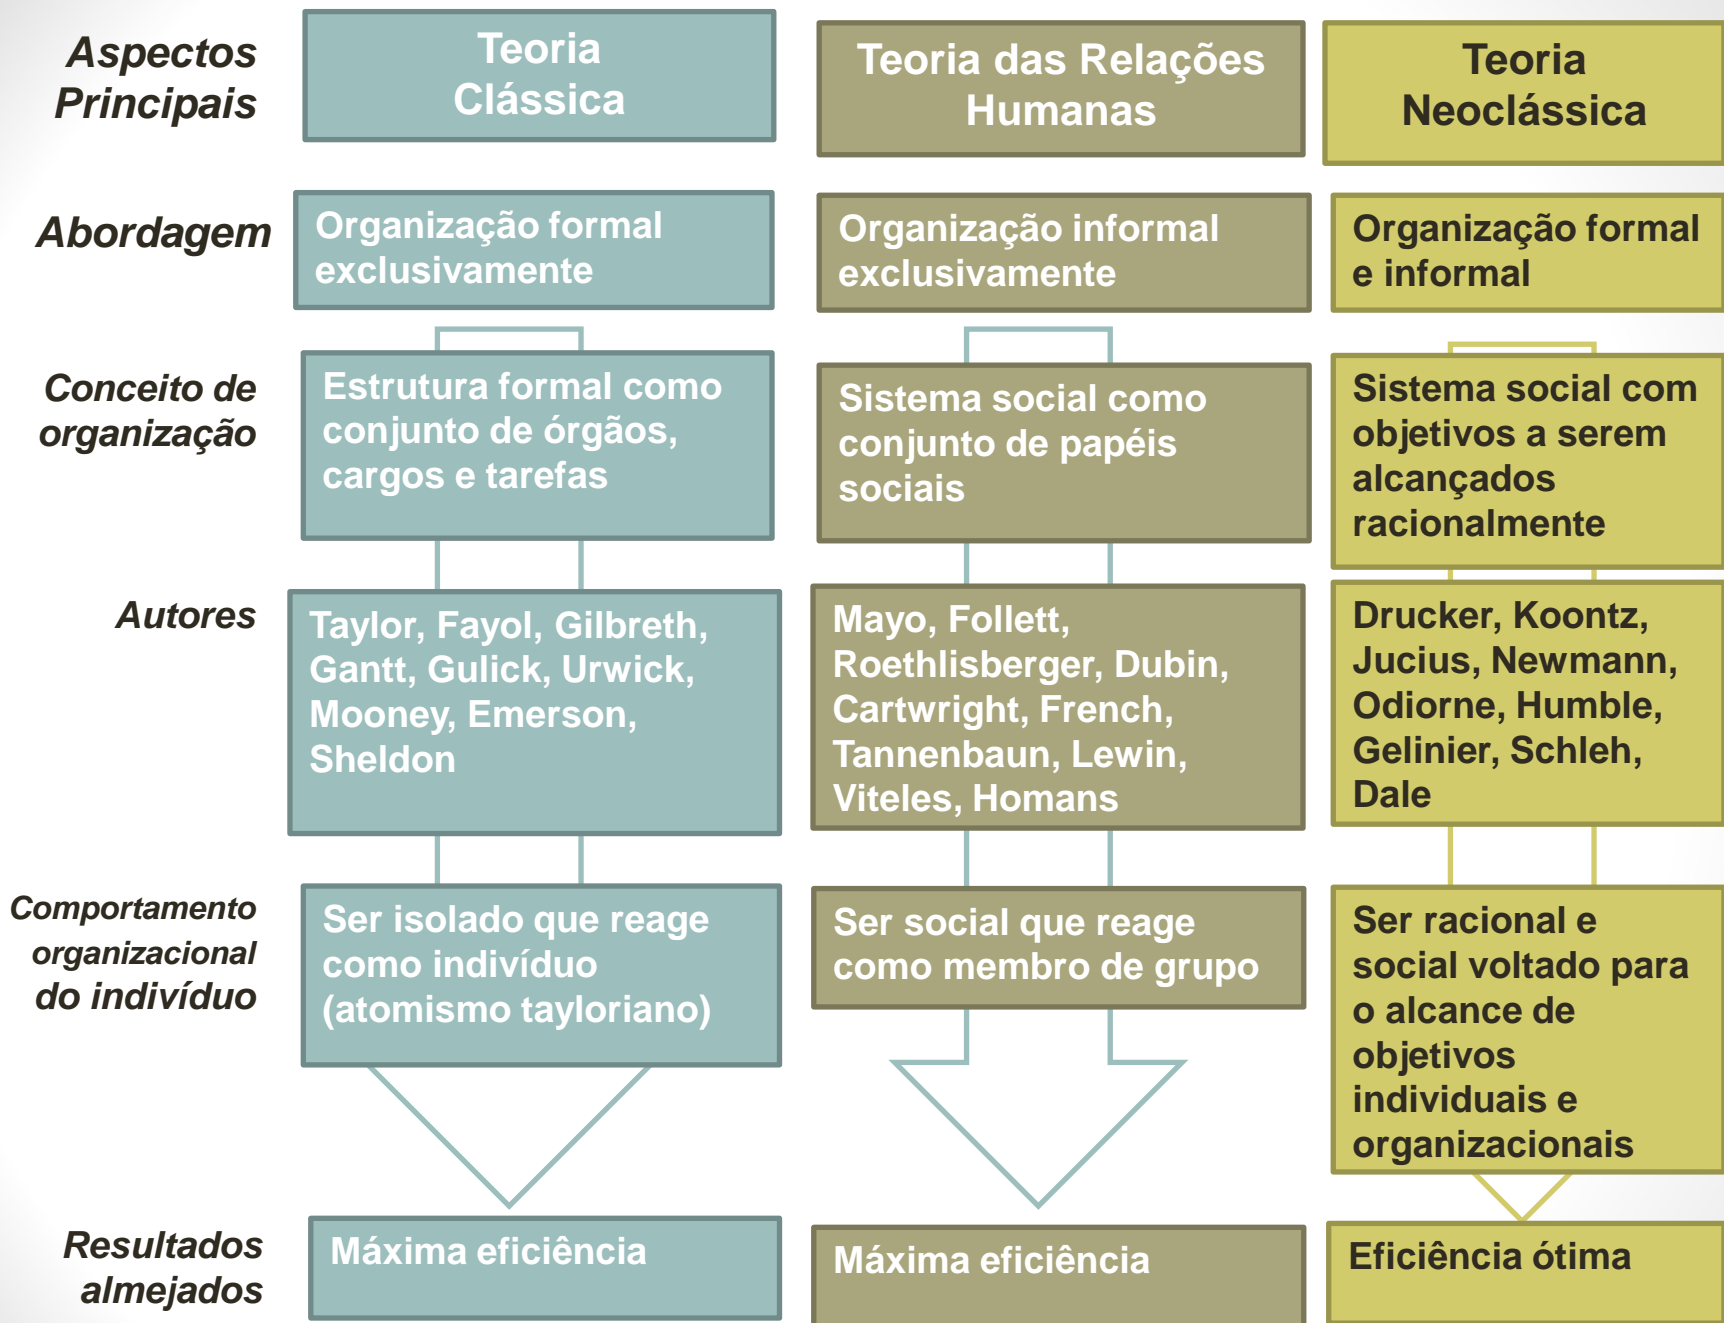 Aspectos
Principais
Teoria
Clássica
Teoria das Relações
Humanas
Teoria
Neoclássica
Abordagem
Organização formal
exclusivamente
Organização informal
exclusivamente
Organização formal
e informal
Conceito de
organização
Estrutura formal como
conjunto de órgãos,
cargos e tarefas
Sistema social como
conjunto de papéis
sociais
Sistema social com
objetivos a serem
alcançados
racionalmente
Autores
Taylor, Fayol, Gilbreth,
Gantt, Gulick, Urwick,
Mooney, Emerson,
Sheldon
Mayo, Follett,
Roethlisberger, Dubin,
Cartwright, French,
Tannenbaun, Lewin,
Viteles, Homans
Drucker, Koontz,
Jucius, Newmann,
Odiorne, Humble,
Gelinier, Schleh,
Dale
Comportamento
organizacional
do indivíduo
Ser isolado que reage
como indivíduo
(atomismo tayloriano)
Ser social que reage
como membro de grupo
Ser racional e
social voltado para
o alcance de
objetivos
individuais e
organizacionais
Resultados
almejados
Máxima eficiência
Máxima eficiência
Eficiência ótima